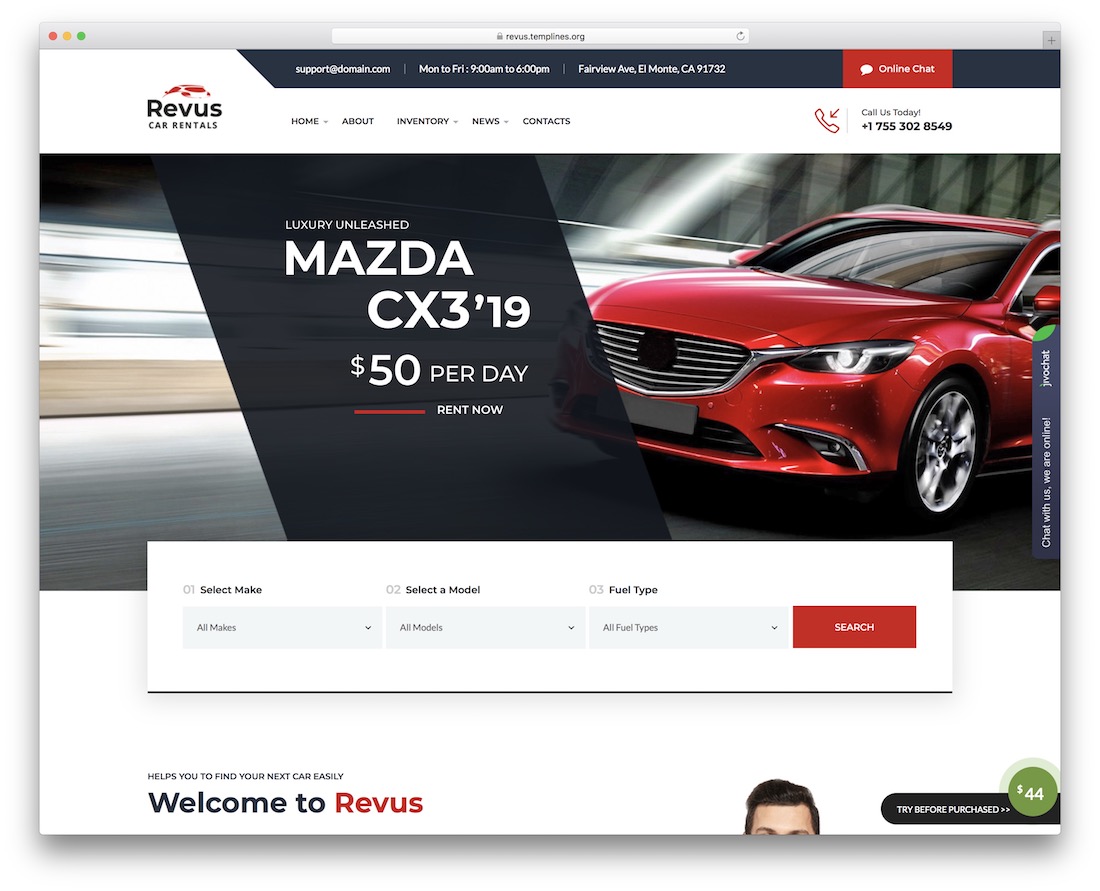 revus.templines.org
support@domain.com | Mon to Fri : 9:00am to 6:00pm | Fairview Ave, El Monte, CA 91732
Online Chat
Revus
CAR RENTALS
HOME ABOUT INVENTORY NEWS CONTACTS
Call Us Today!
+1 755 302 8549
LUXURY UNLEASHED
MAZDA
CX3’19
$50 PER DAY
RENT NOW
jivochat
Chat with us, we are online!
01 Select Make
02 Select a Model
03 Fuel Type
All Makes
All Models
All Fuel Types
SEARCH
HELPS YOU TO FIND YOUR NEXT CAR EASILY
Welcome to Revus
TRY BEFORE PURCHASED >>
$44